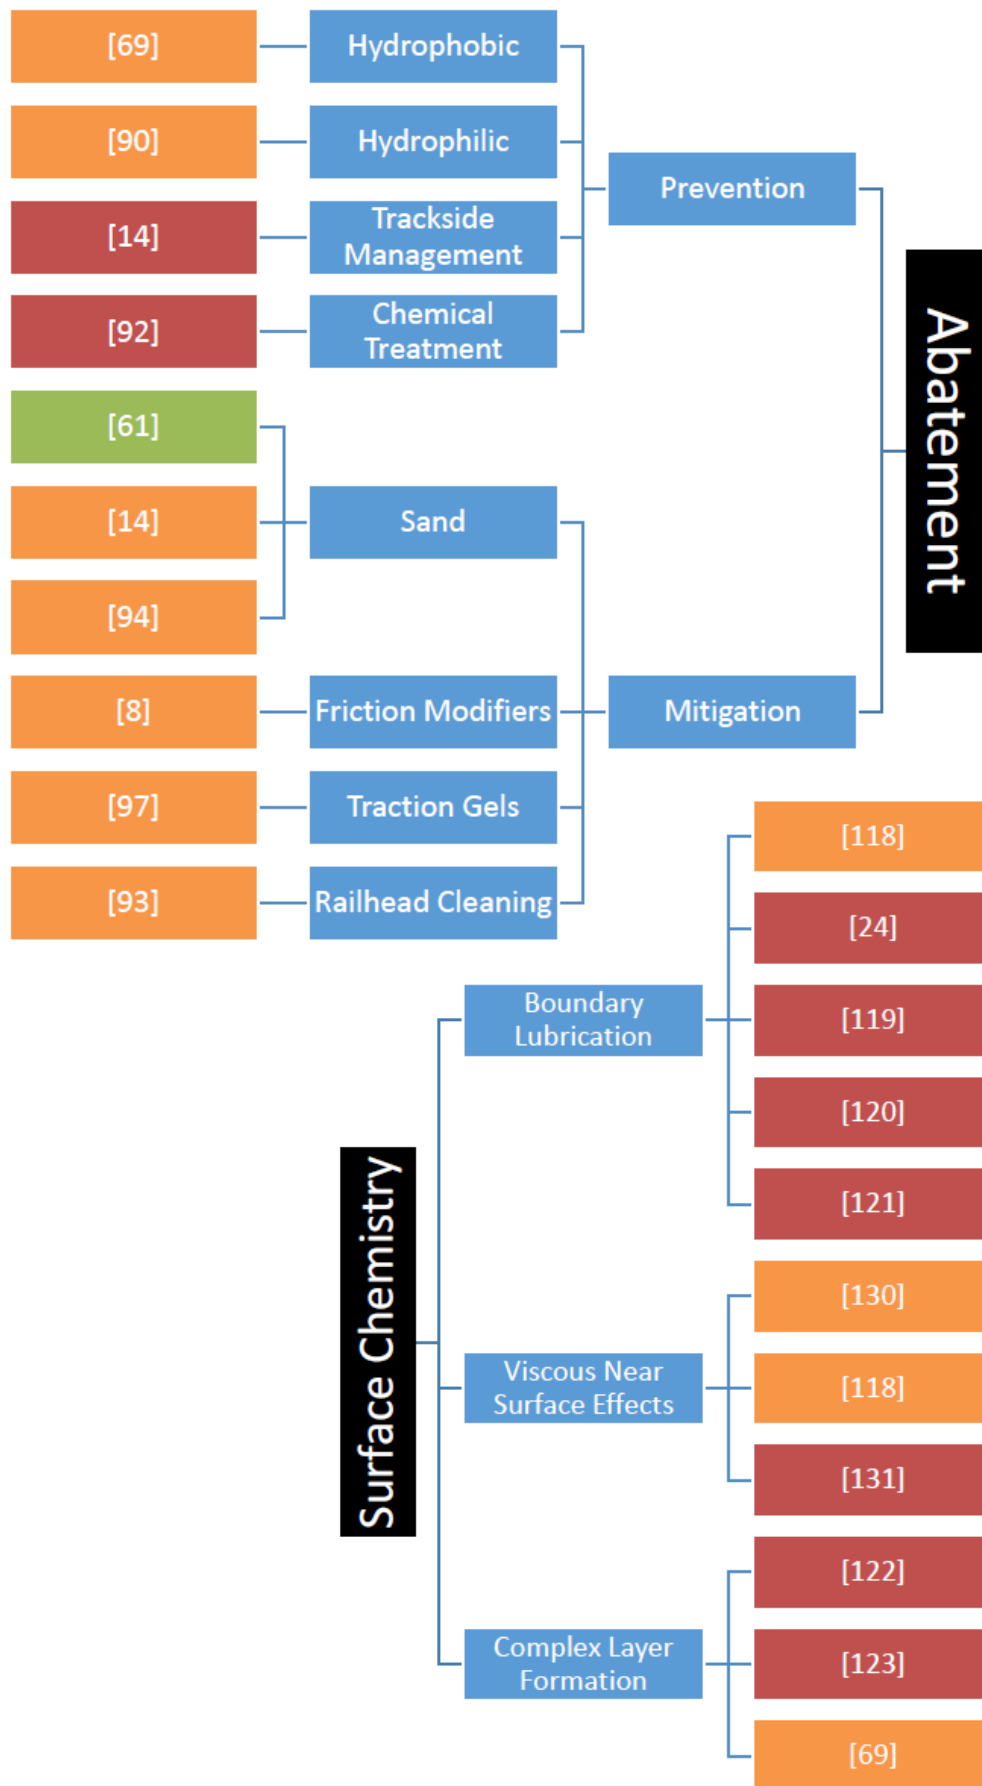 [69]
Hydrophobic
[90]
Hydrophilic
Prevention
[14]
Trackside
Management
[92]
Chemical
Treatment
Abatement
[61]
[14]
Sand
[94]
[8]
Friction Modifiers
Mitigation
[97]
Traction Gels
[93]
Railhead Cleaning
Surface Chemistry
Boundary
Lubrication
[118]
[24]
[119]
[120]
[121]
Viscous Near
Surface Effects
[130]
[118]
[131]
Complex Layer
Formation
[122]
[123]
[69]